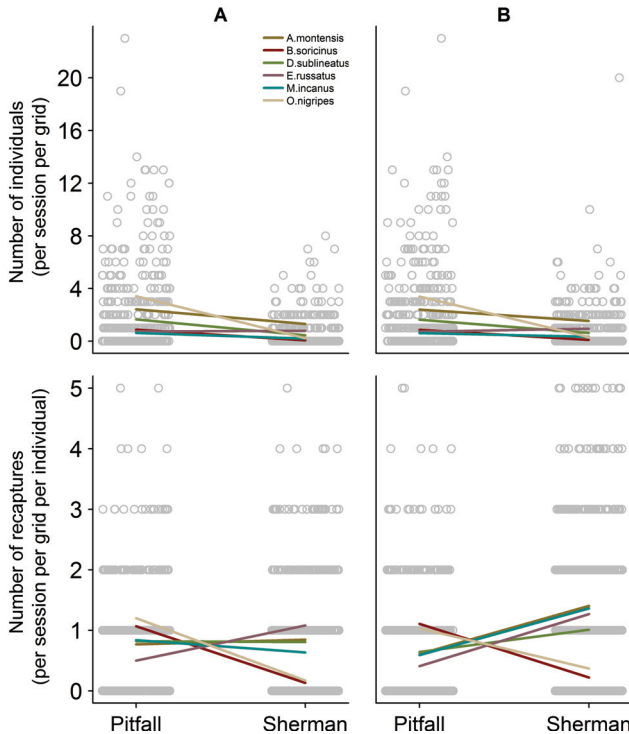 A
B
A.montensis
B.soricinus
D.sublineatus
E.russatus
M.incanus
O.nigripes
Number of individuals
(per session per grid)
20
16
12
8
4
0
Number of recaptures
(per session per grid per individual)
5
4
3
2
1
0
Pitfall
Sherman
Pitfall
Sherman